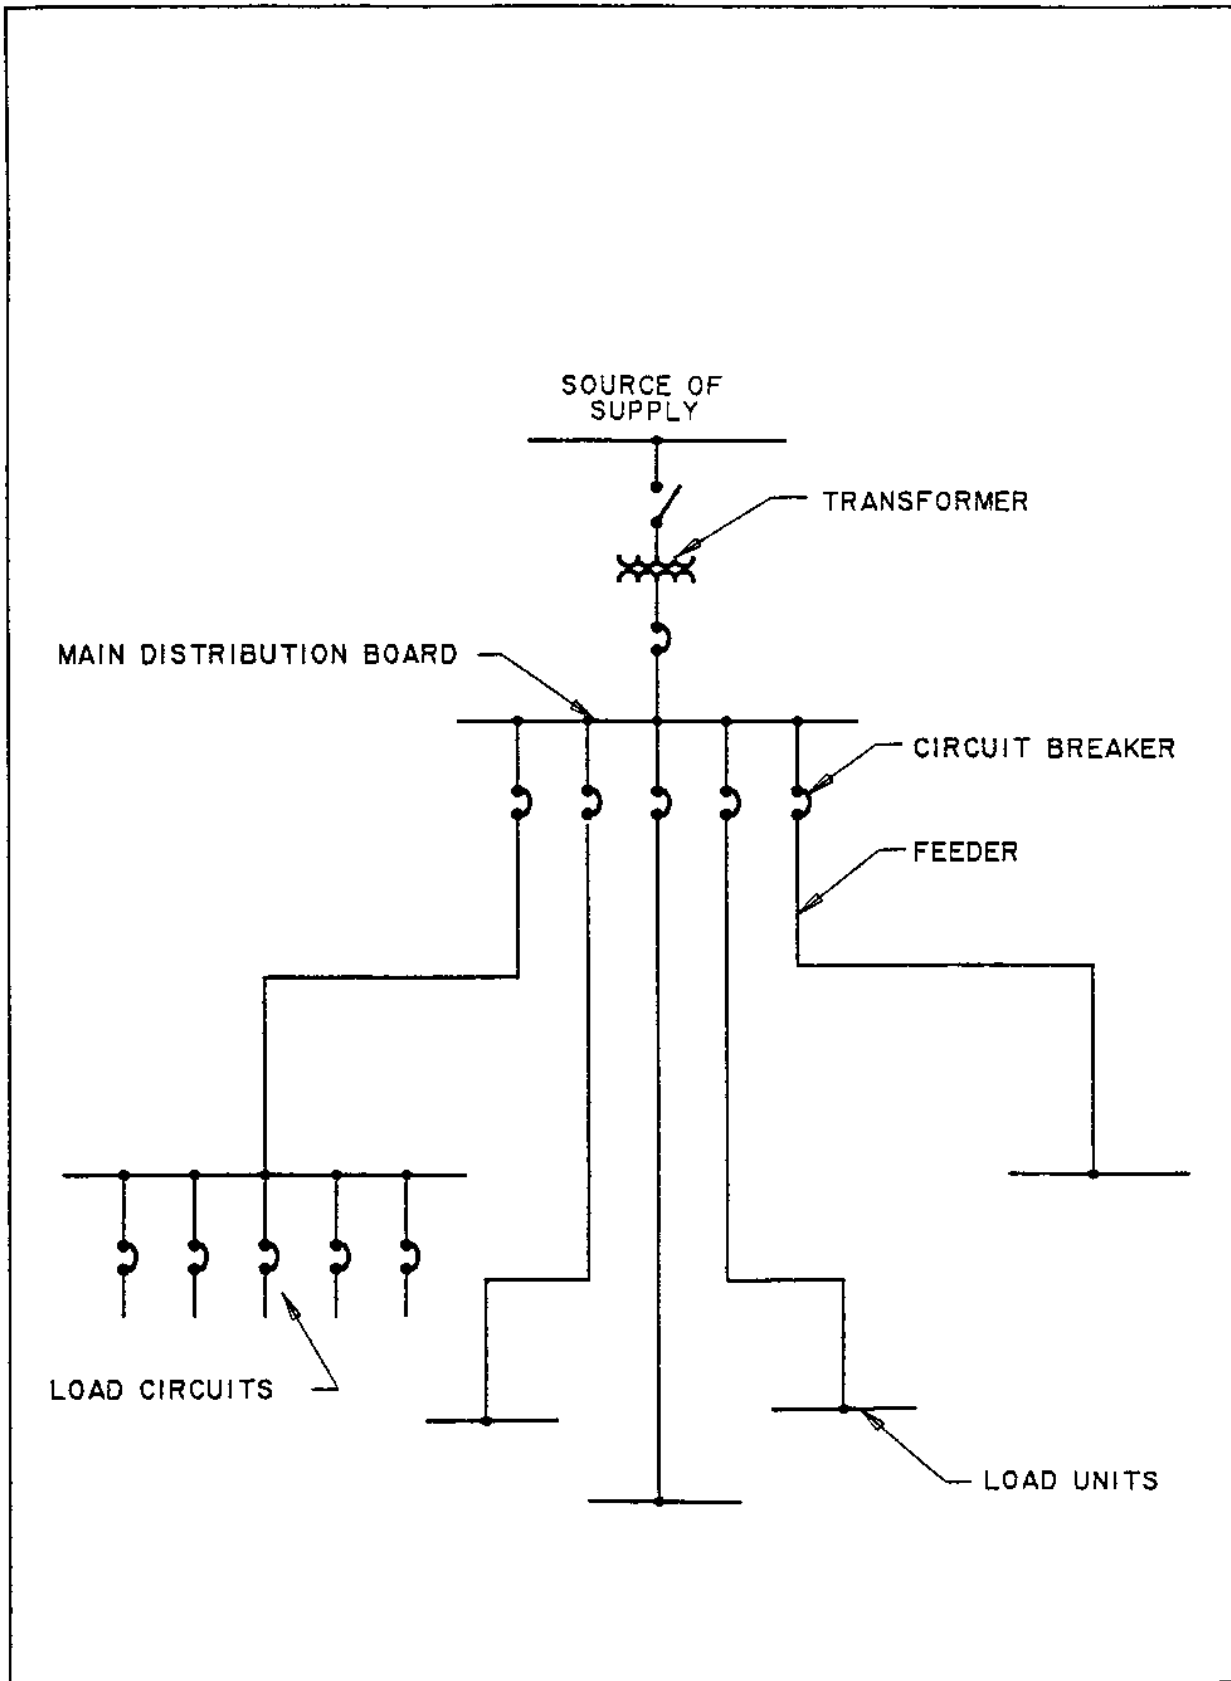 SOURCE OF
SUPPLY
TRANSFORMER
MAIN DISTRIBUTION BOARD
CIRCUIT BREAKER
FEEDER
LOAD CIRCUITS
LOAD UNITS